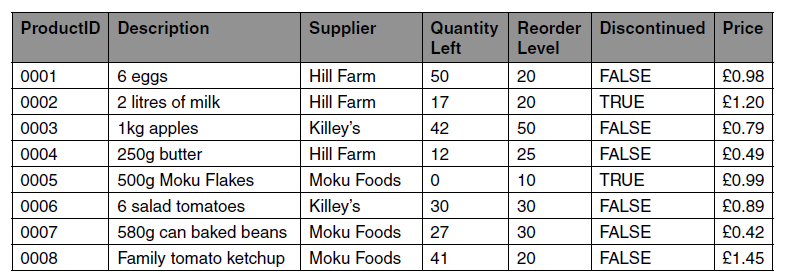 ProductID Description Supplier Quantity Left Reorder Level Discontinued Price
0001 6 eggs Hill Farm 50 20 FALSE £0.98
0002 2 litres of milk Hill Farm 17 20 TRUE £1.20
0003 1kg apples Killey's 42 50 FALSE £0.79
0004 250g butter Hill Farm 12 25 FALSE £0.49
0005 500g Moku Flakes Moku Foods 0 10 TRUE £0.99
0006 6 salad tomatoes Killey's 30 30 FALSE £0.89
0007 580g can baked beans Moku Foods 27 30 FALSE £0.42
0008 Family tomato ketchup Moku Foods 41 20 FALSE £1.45